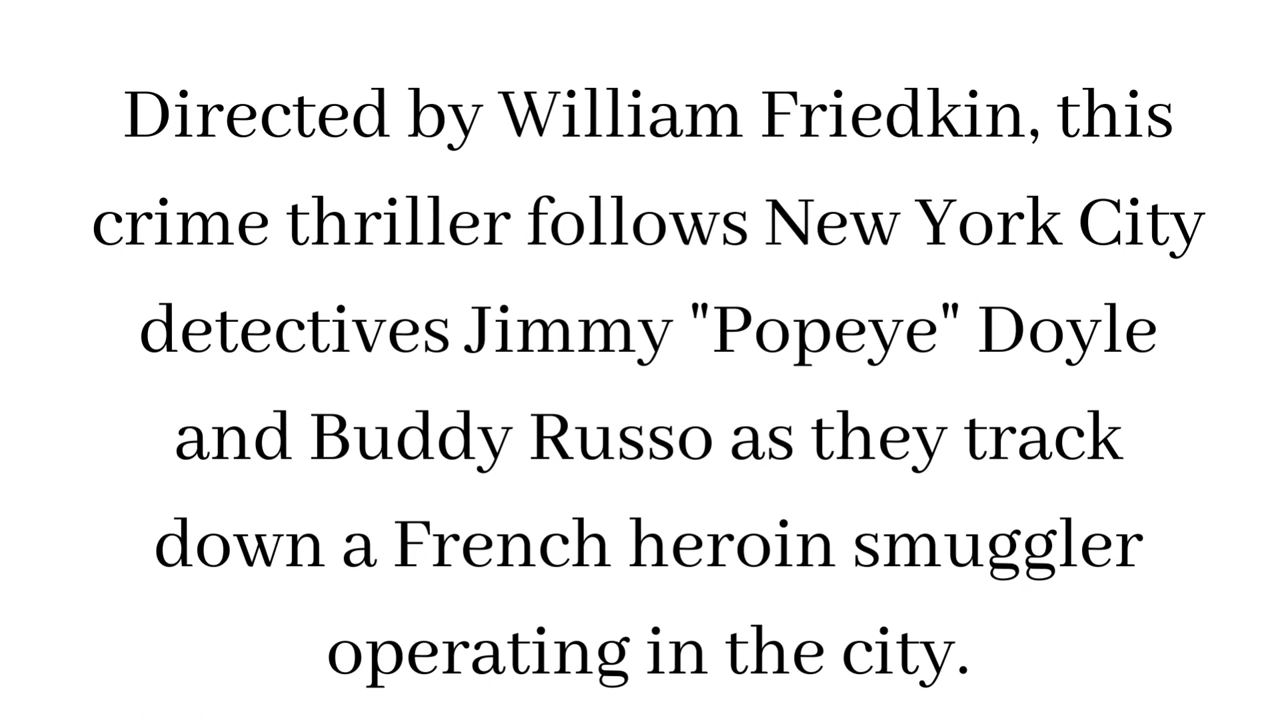 Directed by William Friedkin, this
crime thriller follows New York City
detectives Jimmy "Popeye" Doyle
and Buddy Russo as they track
down a French heroin smuggler
operating in the city.